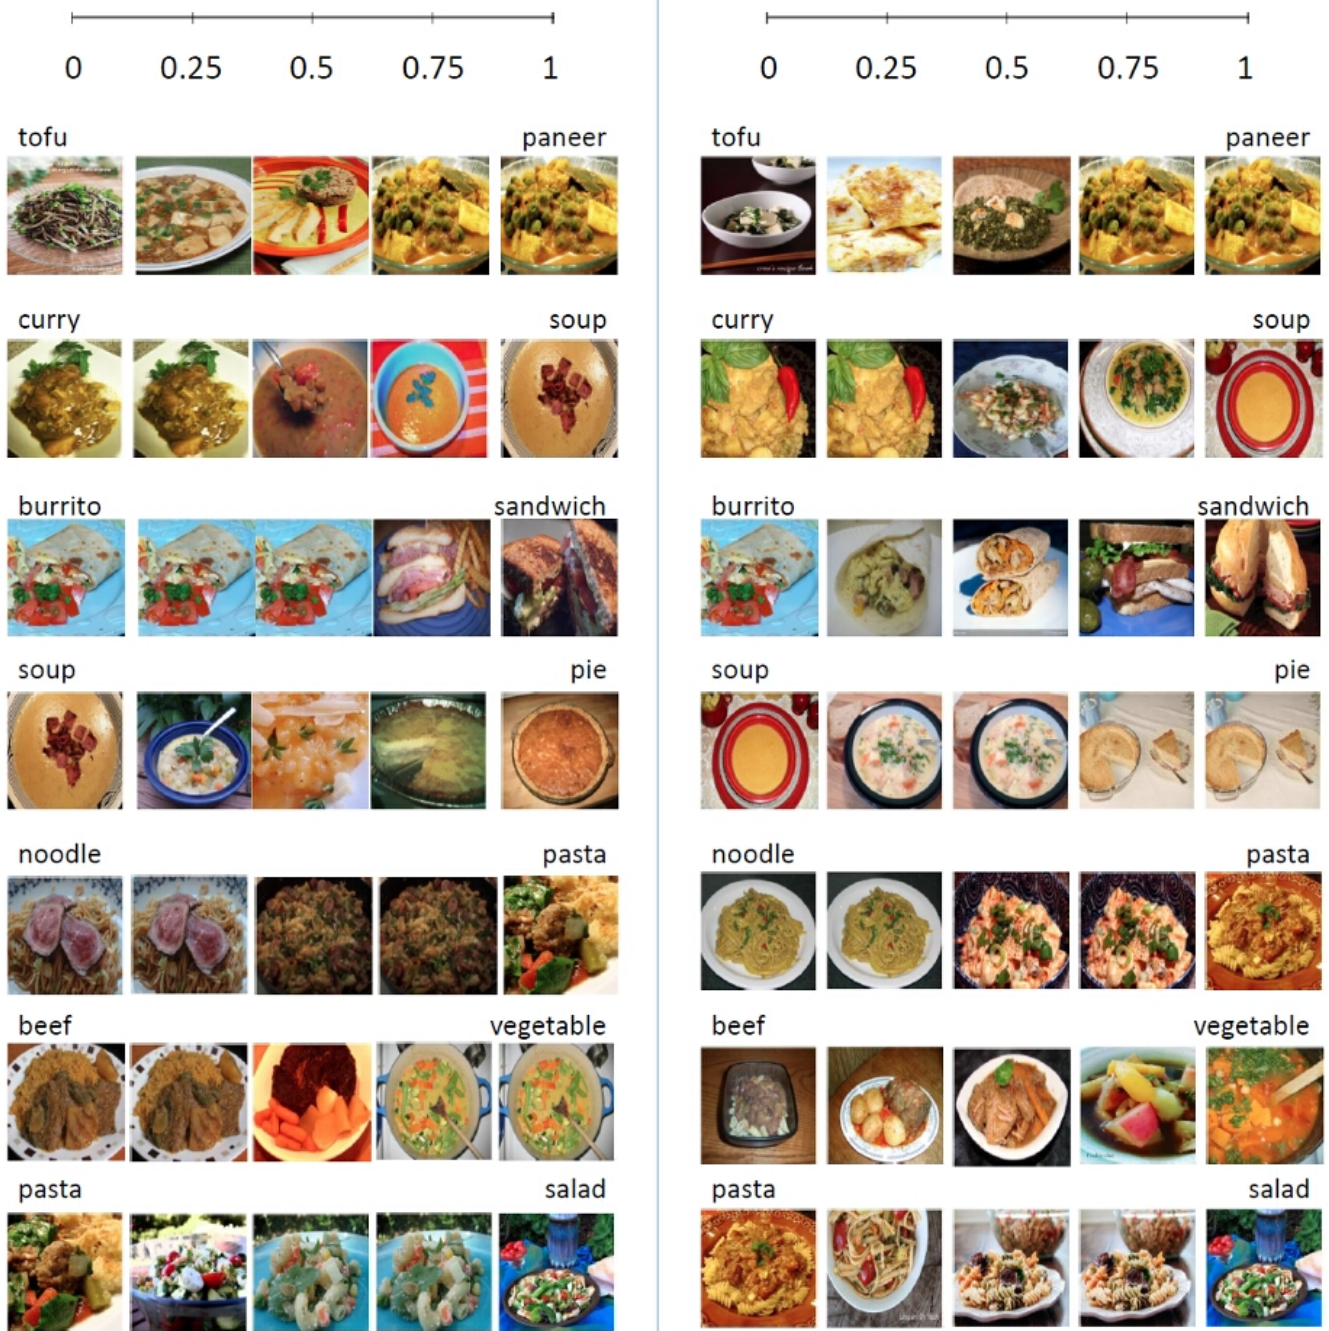 0 0.25 0.5 0.75 1
tofu paneer
curry soup
burrito sandwich
soup pie
noodle pasta
beef vegetable
pasta salad
0 0.25 0.5 0.75 1
tofu paneer
curry soup
burrito sandwich
soup pie
noodle pasta
beef vegetable
pasta salad